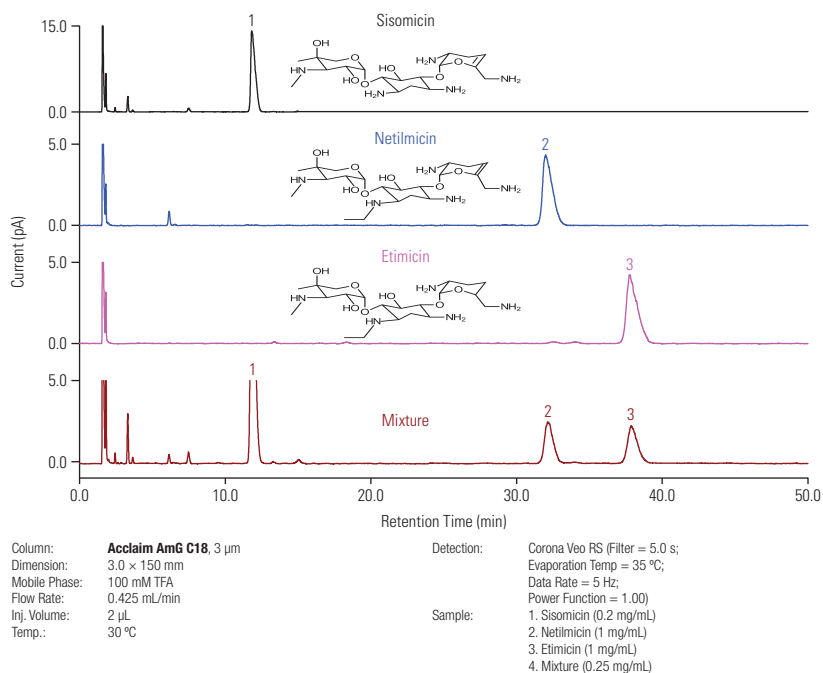 15.0
1
Sisomicin
OH
O
HN
OH
O
HO
H2N
NH2
O
H2N
O
NH2
0.0
5.0
Netilmicin
2
OH
O
HN
OH
O
HO
HN
NH2
O
H2N
O
NH2
0.0
Current (pA)
5.0
Etimicin
3
OH
O
HN
OH
O
HO
HN
NH2
O
H2N
O
NH2
0.0
5.0
1
Mixture
2
3
0.0
0.0 10.0 20.0 30.0 40.0 50.0
Retention Time (min)
Column: Acclaim AmG C18, 3 µm
Dimension: 3.0 × 150 mm
Mobile Phase: 100 mM TFA
Flow Rate: 0.425 mL/min
Inj. Volume: 2 µL
Temp.: 30 ºC
Detection: Corona Veo RS (Filter = 5.0 s;
Evaporation Temp = 35 ºC;
Data Rate = 5 Hz;
Power Function = 1.00)
Sample: 1. Sisomicin (0.2 mg/mL)
2. Netilmicin (1 mg/mL)
3. Etimicin (1 mg/mL)
4. Mixture (0.25 mg/mL)